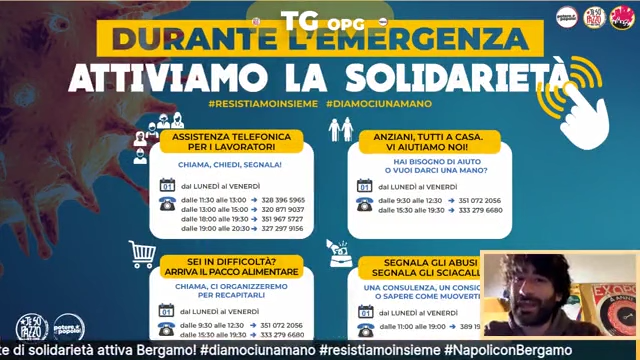 TG OPG
DURANTE L'EMERGENZA
ATTIVIAMO LA SOLIDARIETÀ
#RESISTIAMOINSIEME #DIAMOCIUNAMANO
ASSISTENZA TELEFONICA
PER I LAVORATORI
CHIAMA, CHIEDI, SEGNALA!
01
dal LUNEDÌ al VENERDÌ
dalle 11:30 alle 13:00 → 328 396 5965
dalle 13:00 alle 15:00 → 320 871 9037
dalle 18:00 alle 19:30 → 351 967 5727
dalle 19:00 alle 20:30 → 327 297 9156
ANZIANI, TUTTI A CASA.
VI AIUTIAMO NOI!
HAI BISOGNO DI AIUTO
O VUOI DARCI UNA MANO?
01
dal LUNEDÌ al VENERDÌ
dalle 9:30 alle 12:30 → 351 072 2056
dalle 15:30 alle 19:30 → 333 279 6680
SEI IN DIFFICOLTÀ?
ARRIVA IL PACCO ALIMENTARE
CHIAMA, CI ORGANIZZEREMO
PER RECAPITARLI
01
dal LUNEDÌ al VENERDÌ
dalle 9:30 alle 12:30 → 351 072 2056
dalle 15:30 alle 19:30 → 333 279 6680
SEGNALA GLI ABUSI
SEGNALA GLI SCIACALL
UNA CONSULENZA, UN CONSIG
O SAPERE COME MUOVERT
01
dal LUNEDÌ al VENERDÌ
dalle 11:00 alle 19:00 → 389 19
JE SO
PAZZO
potere al
popolo!
te di solidarietà attiva Bergamo! #diamociunamano #resistiamoinsieme #NapoliconBergamo